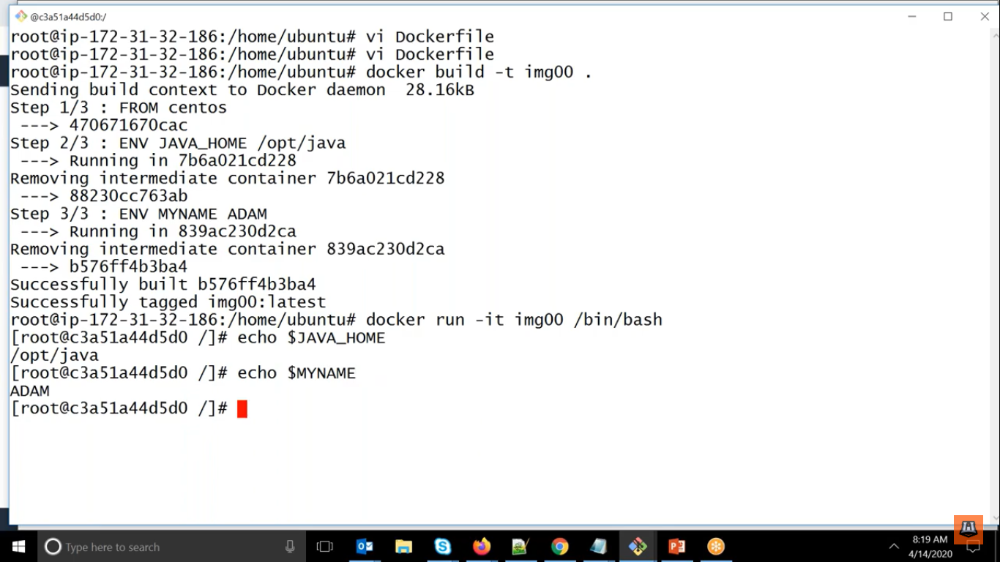 @c3a51a44d5d0:/
root@ip-172-31-32-186:/home/ubuntu# vi Dockerfile
root@ip-172-31-32-186:/home/ubuntu# vi Dockerfile
root@ip-172-31-32-186:/home/ubuntu# docker build -t img00 .
Sending build context to Docker daemon  28.16kB
Step 1/3 : FROM centos
 ---> 470671670cac
Step 2/3 : ENV JAVA_HOME /opt/java
 ---> Running in 7b6a021cd228
Removing intermediate container 7b6a021cd228
 ---> 88230cc763ab
Step 3/3 : ENV MYNAME ADAM
 ---> Running in 839ac230d2ca
Removing intermediate container 839ac230d2ca
 ---> b576ff4b3ba4
Successfully built b576ff4b3ba4
Successfully tagged img00:latest
root@ip-172-31-32-186:/home/ubuntu# docker run -it img00 /bin/bash
[root@c3a51a44d5d0 /]# echo $JAVA_HOME
/opt/java
[root@c3a51a44d5d0 /]# echo $MYNAME
ADAM
[root@c3a51a44d5d0 /]#
Type here to search
8:19 AM
4/14/2020